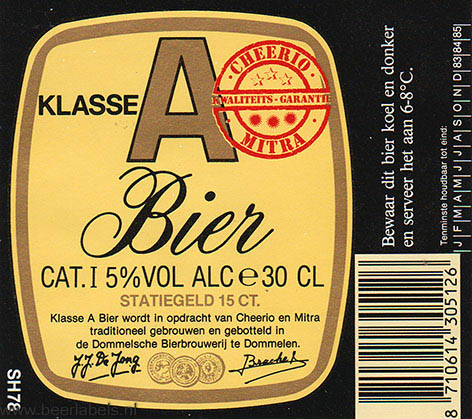 KLASSE A
CHEERIO
KWALITEITS-GARANTIE
MITRA
Bier
CAT.I 5%VOL ALC e 30 CL
STATIEGELD 15 CT.
Klasse A Bier wordt in opdracht van Cheerio en Mitra
traditioneel gebrouwen en gebotteld in
de Dommelsche Bierbrouwerij te Dommelen.
J.J. De Jong
SH78
www.beerlabels.nl
Bewaar dit bier koel en donker
en serveer het aan 6-8°C.
Tenminste houdbaar tot eind:
J|F|M|A|M|J|J|A|S|O|N|D|83|84|85|
8 710614 305126